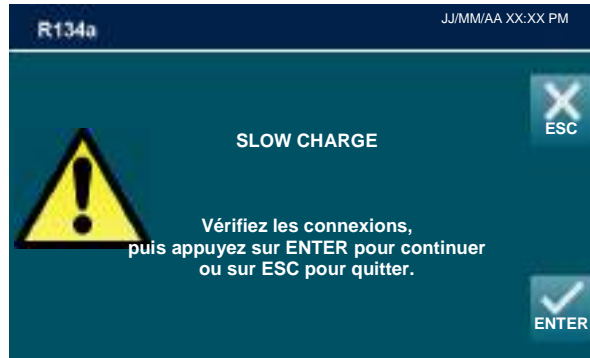 R134a
JJ/MM/AA XX:XX PM
ESC
SLOW CHARGE
Vérifiez les connexions,
puis appuyez sur ENTER pour continuer
ou sur ESC pour quitter.
ENTER